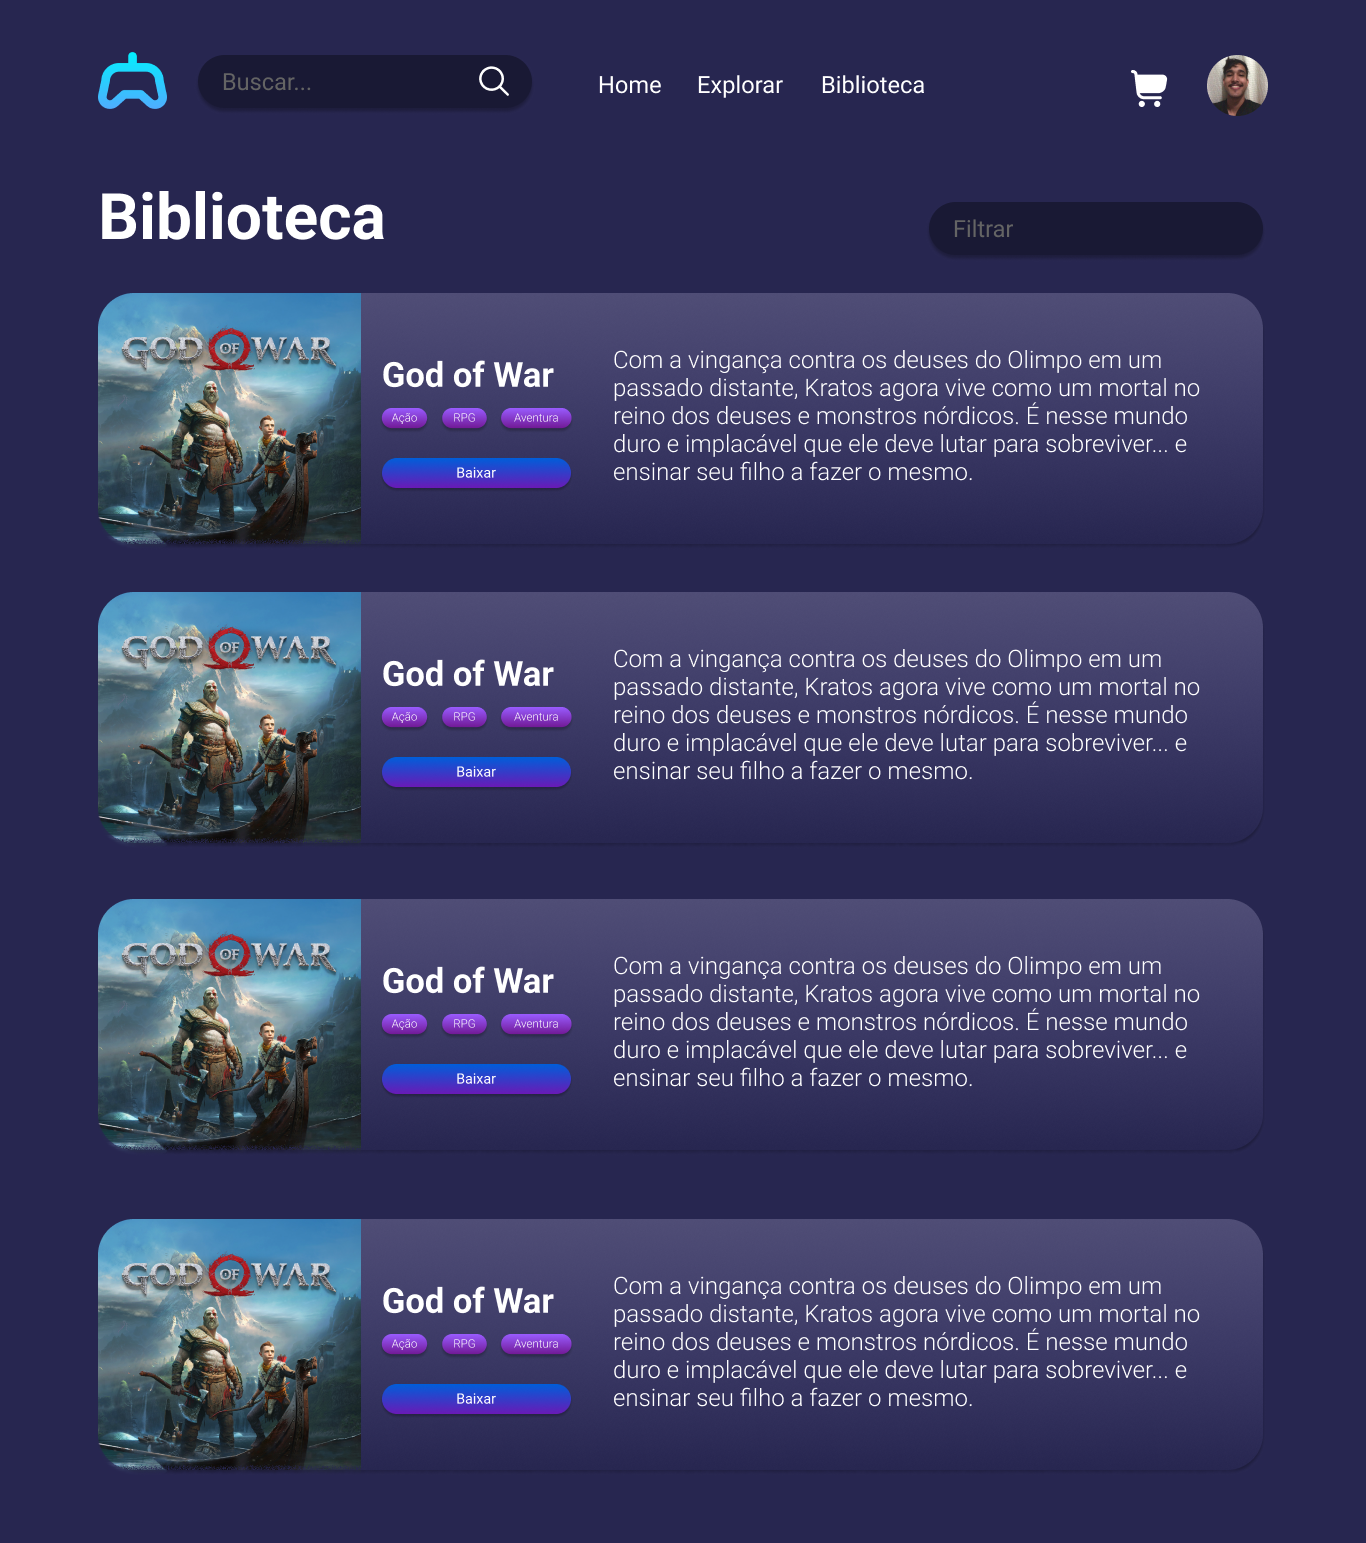 Buscar...
Home Explorar Biblioteca
Biblioteca
Filtrar
GOD OF WAR
God of War
Ação RPG Aventura
Baixar
Com a vingança contra os deuses do Olimpo em um
passado distante, Kratos agora vive como um mortal no
reino dos deuses e monstros nórdicos. É nesse mundo
duro e implacável que ele deve lutar para sobreviver... e
ensinar seu filho a fazer o mesmo.
GOD OF WAR
God of War
Ação RPG Aventura
Baixar
Com a vingança contra os deuses do Olimpo em um
passado distante, Kratos agora vive como um mortal no
reino dos deuses e monstros nórdicos. É nesse mundo
duro e implacável que ele deve lutar para sobreviver... e
ensinar seu filho a fazer o mesmo.
GOD OF WAR
God of War
Ação RPG Aventura
Baixar
Com a vingança contra os deuses do Olimpo em um
passado distante, Kratos agora vive como um mortal no
reino dos deuses e monstros nórdicos. É nesse mundo
duro e implacável que ele deve lutar para sobreviver... e
ensinar seu filho a fazer o mesmo.
GOD OF WAR
God of War
Ação RPG Aventura
Baixar
Com a vingança contra os deuses do Olimpo em um
passado distante, Kratos agora vive como um mortal no
reino dos deuses e monstros nórdicos. É nesse mundo
duro e implacável que ele deve lutar para sobreviver... e
ensinar seu filho a fazer o mesmo.